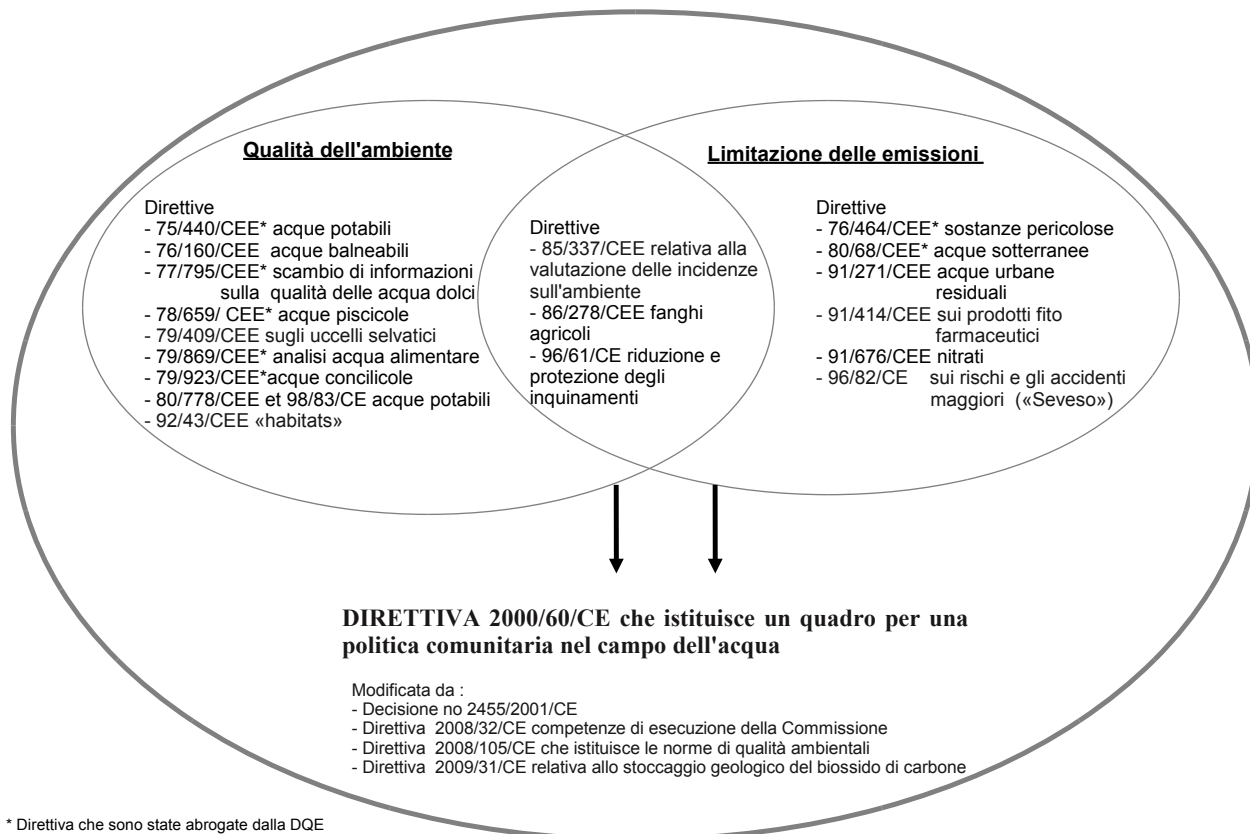 Qualità dell'ambiente
Direttive
- 75/440/CEE* acque potabili
- 76/160/CEE acque balneabili
- 77/795/CEE* scambio di informazioni
sulla qualità delle acqua dolci
- 78/659/ CEE* acque piscicole
- 79/409/CEE sugli uccelli selvatici
- 79/869/CEE* analisi acqua alimentare
- 79/923/CEE*acque concilicole
- 80/778/CEE et 98/83/CE acque potabili
- 92/43/CEE «habitats»
Direttive
- 85/337/CEE relativa alla
valutazione delle incidenze
sull'ambiente
- 86/278/CEE fanghi
agricoli
- 96/61/CE riduzione e
protezione degli
inquinamenti
Limitazione delle emissioni
Direttive
- 76/464/CEE* sostanze pericolose
- 80/68/CEE* acque sotterranee
- 91/271/CEE acque urbane
residuali
- 91/414/CEE sui prodotti fito
farmaceutici
- 91/676/CEE nitrati
- 96/82/CE sui rischi e gli accidenti
maggiori («Seveso»)
DIRETTIVA 2000/60/CE che istituisce un quadro per una
politica comunitaria nel campo dell'acqua
Modificata da :
- Decisione no 2455/2001/CE
- Direttiva 2008/32/CE competenze di esecuzione della Commissione
- Direttiva 2008/105/CE che istituisce le norme di qualità ambientali
- Direttiva 2009/31/CE relativa allo stoccaggio geologico del biossido di carbone
* Direttiva che sono state abrogate dalla DQE